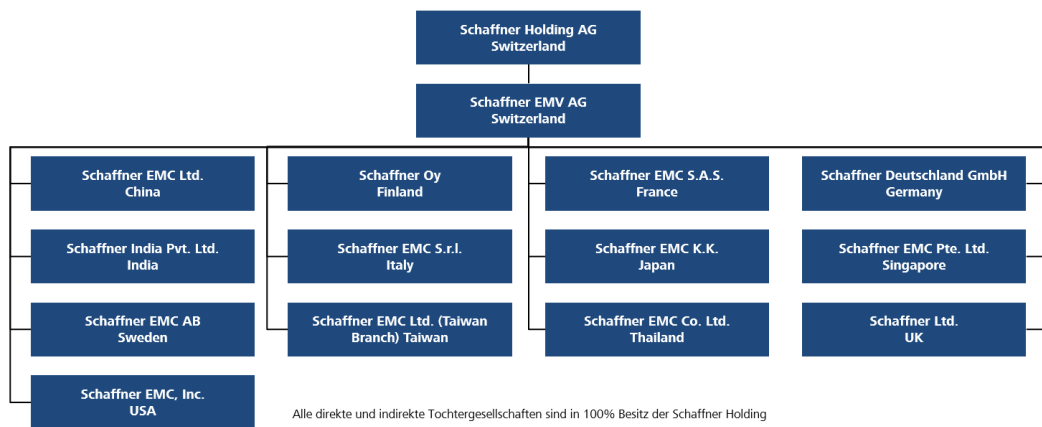 Schaffner Holding AG
Switzerland
Schaffner EMV AG
Switzerland
Schaffner EMC Ltd.
China
Schaffner Oy
Finland
Schaffner EMC S.A.S.
France
Schaffner Deutschland GmbH
Germany
Schaffner India Pvt. Ltd.
India
Schaffner EMC S.r.l.
Italy
Schaffner EMC K.K.
Japan
Schaffner EMC Pte. Ltd.
Singapore
Schaffner EMC AB
Sweden
Schaffner EMC Ltd. (Taiwan
Branch) Taiwan
Schaffner EMC Co. Ltd.
Thailand
Schaffner Ltd.
UK
Schaffner EMC, Inc.
USA
Alle direkte und indirekte Tochtergesellschaften sind in 100% Besitz der Schaffner Holding